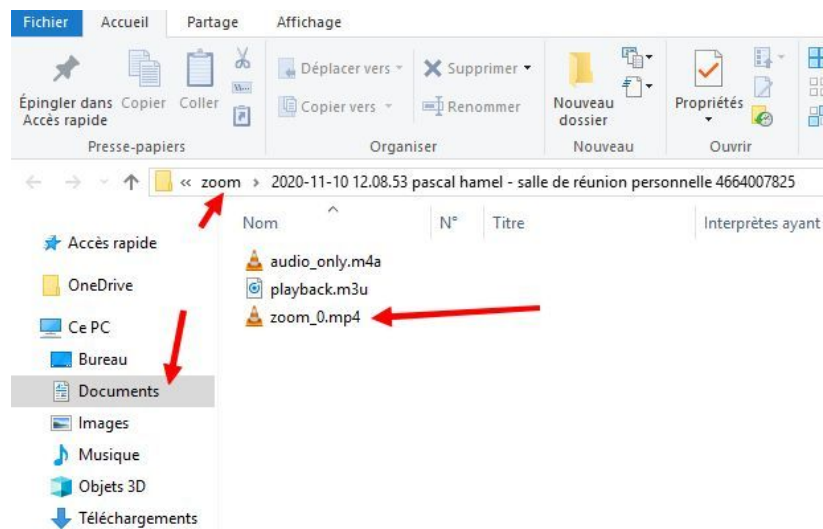 Fichier Accueil Partage Affichage
Épingler dans Accès rapide
Copier
Coller
Déplacer vers
Copier vers
Supprimer
Renommer
Nouveau dossier
Propriétés
Presse-papiers Organiser Nouveau Ouvrir
« zoom › 2020-11-10 12.08.53 pascal hamel - salle de réunion personnelle 4664007825
Nom N° Titre Interprètes ayant
Accès rapide
OneDrive
Ce PC
Bureau
Documents
Images
Musique
Objets 3D
Téléchargements
audio_only.m4a
playback.m3u
zoom_0.mp4